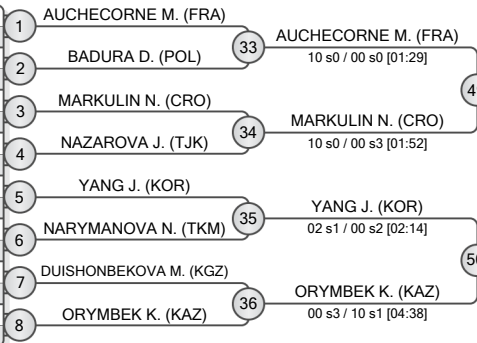 1
AUCHECORNE M. (FRA)
2
BADURA D. (POL)
33
AUCHECORNE M. (FRA)
10 s0 / 00 s0 [01:29]
3
MARKULIN N. (CRO)
4
NAZAROVA J. (TJK)
34
MARKULIN N. (CRO)
10 s0 / 00 s3 [01:52]
5
YANG J. (KOR)
6
NARYMANOVA N. (TKM)
35
YANG J. (KOR)
02 s1 / 00 s2 [02:14]
7
DUISHONBEKOVA M. (KGZ)
8
ORYMBEK K. (KAZ)
36
ORYMBEK K. (KAZ)
00 s3 / 10 s1 [04:38]